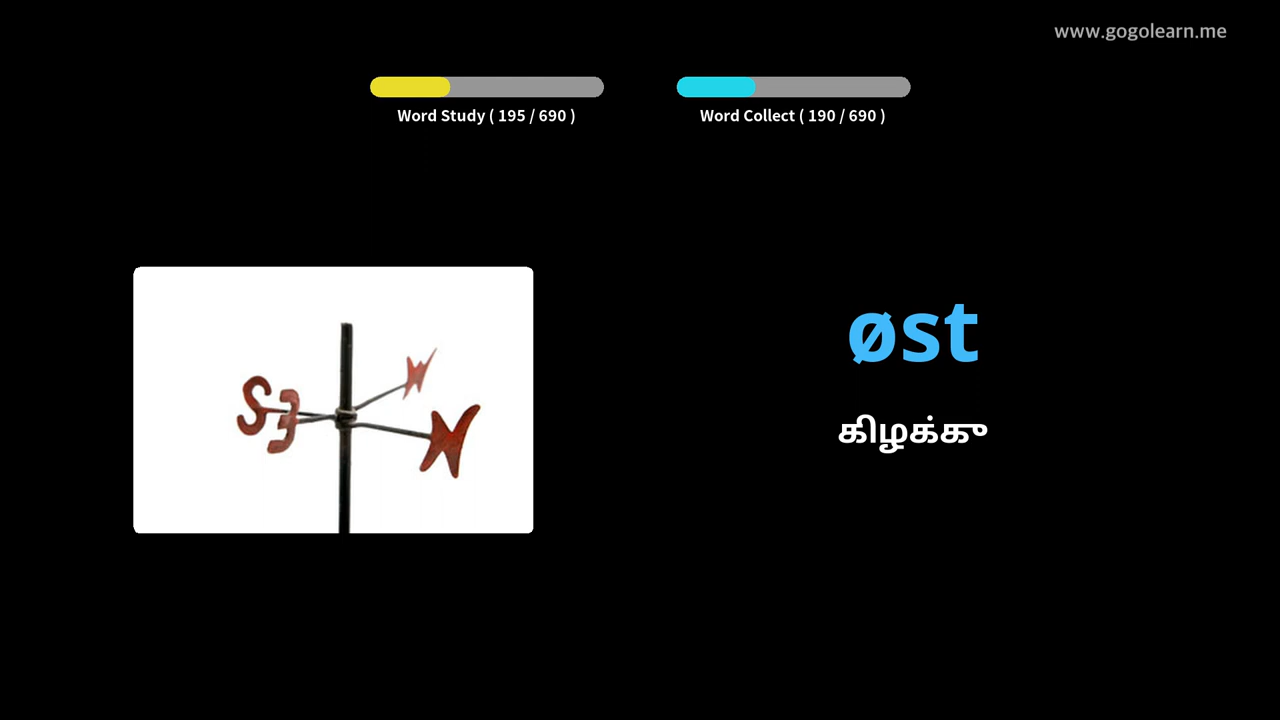 www.gogolearn.me
Word Study ( 195 / 690 )
Word Collect ( 190 / 690 )
øst
கிழக்கு
S
E
N